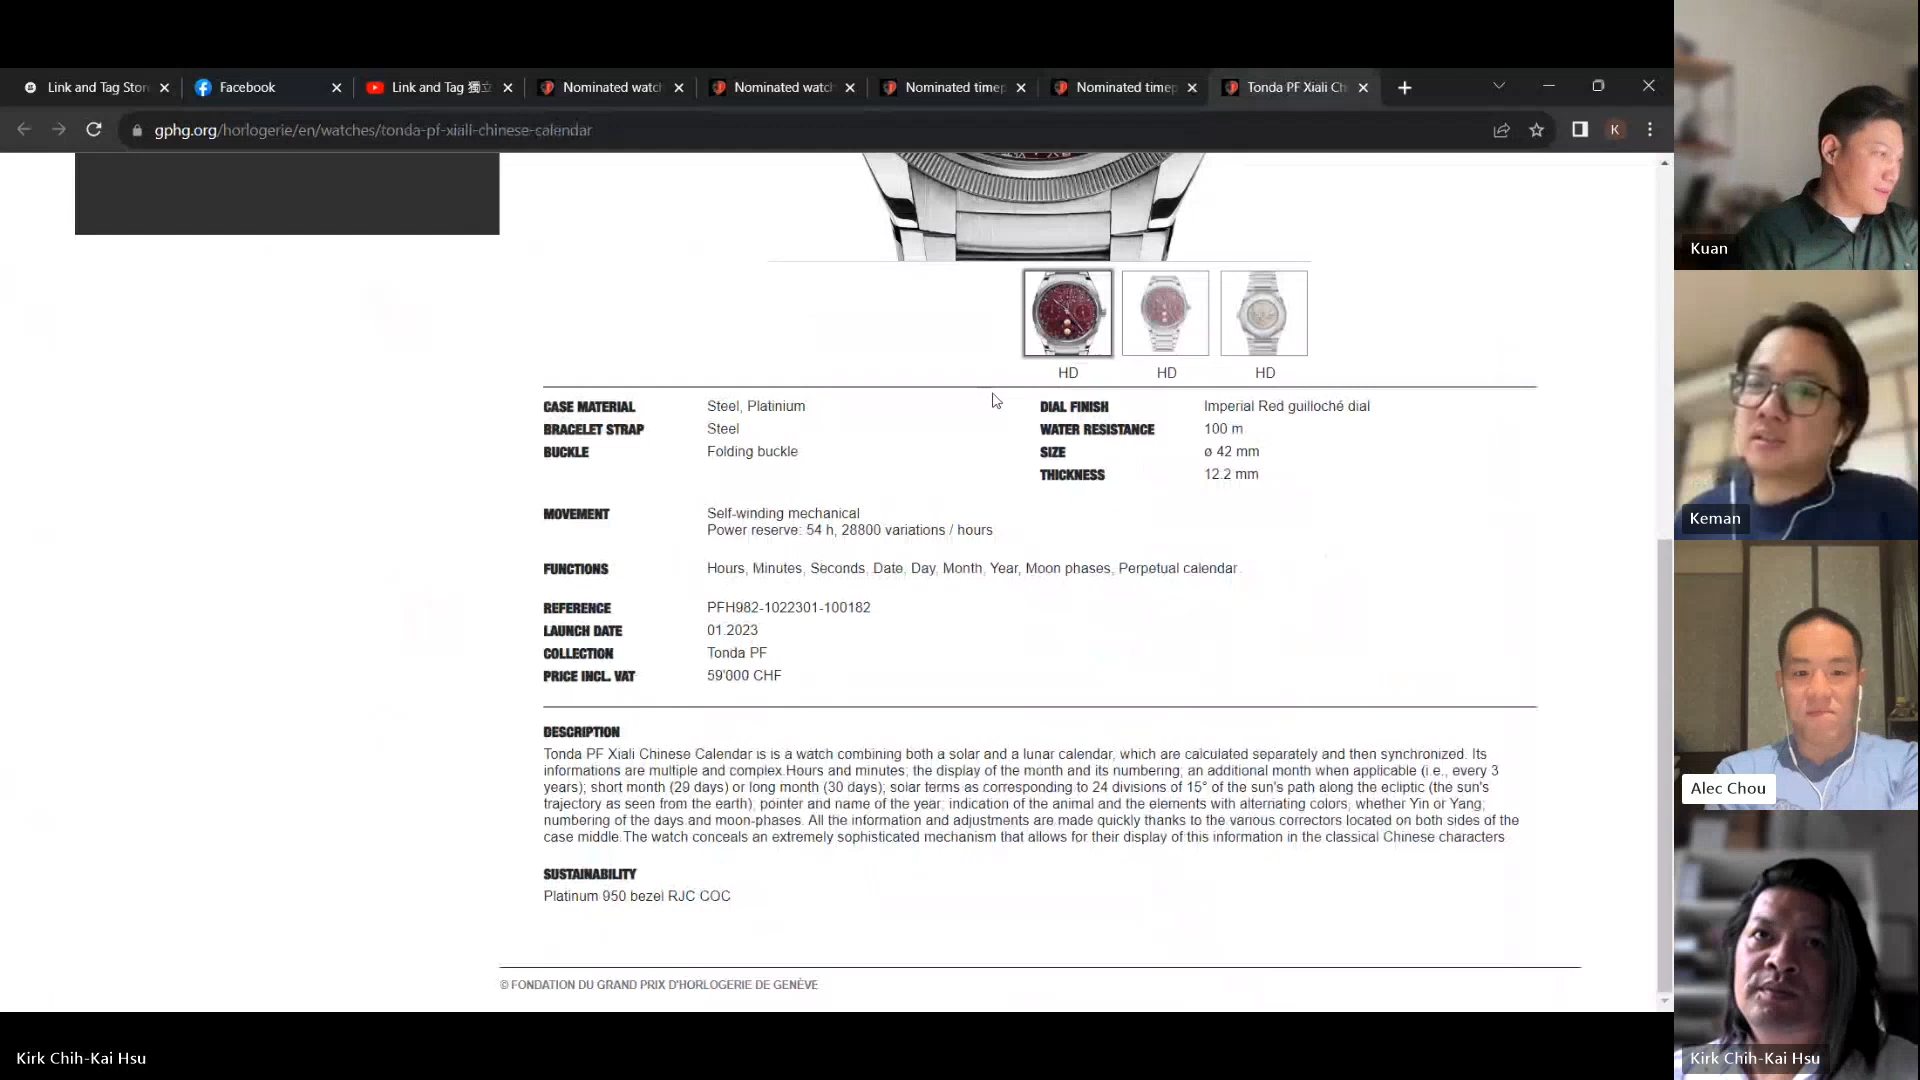 Link and Tag Stor
Facebook
Link and Tag 獨立
Nominated watch
Nominated watch
Nominated timep
Nominated timep
Tonda PF Xiali Ch
gphg.org/horlogerie/en/watches/tonda-pf-xiali-chinese-calendar
K
HD
HD
HD
CASE MATERIAL Steel, Platinium
BRACELET STRAP Steel
BUCKLE Folding buckle
DIAL FINISH Imperial Red guilloché dial
WATER RESISTANCE 100 m
SIZE ø 42 mm
THICKNESS 12.2 mm
MOVEMENT Self-winding mechanical
Power reserve: 54 h, 28800 variations / hours
FUNCTIONS Hours, Minutes, Seconds, Date, Day, Month, Year, Moon phases, Perpetual calendar
REFERENCE PFH982-1022301-100182
LAUNCH DATE 01.2023
COLLECTION Tonda PF
PRICE INCL. VAT 59'000 CHF
DESCRIPTION
Tonda PF Xiali Chinese Calendar is is a watch combining both a solar and a lunar calendar, which are calculated separately and then synchronized. Its
informations are multiple and complex.Hours and minutes; the display of the month and its numbering; an additional month when applicable (i.e., every 3
years); short month (29 days) or long month (30 days); solar terms as corresponding to 24 divisions of 15° of the sun's path along the ecliptic (the sun's
trajectory as seen from the earth); pointer and name of the year; indication of the animal and the elements with alternating colors, whether Yin or Yang;
numbering of the days and moon-phases. All the information and adjustments are made quickly thanks to the various correctors located on both sides of the
case middle.The watch conceals an extremely sophisticated mechanism that allows for their display of this information in the classical Chinese characters
SUSTAINABILITY
Platinum 950 bezel RJC COC
© FONDATION DU GRAND PRIX D'HORLOGERIE DE GENÈVE
Kirk Chih-Kai Hsu
Kuan
Keman
Alec Chou
Kirk Chih-Kai Hsu